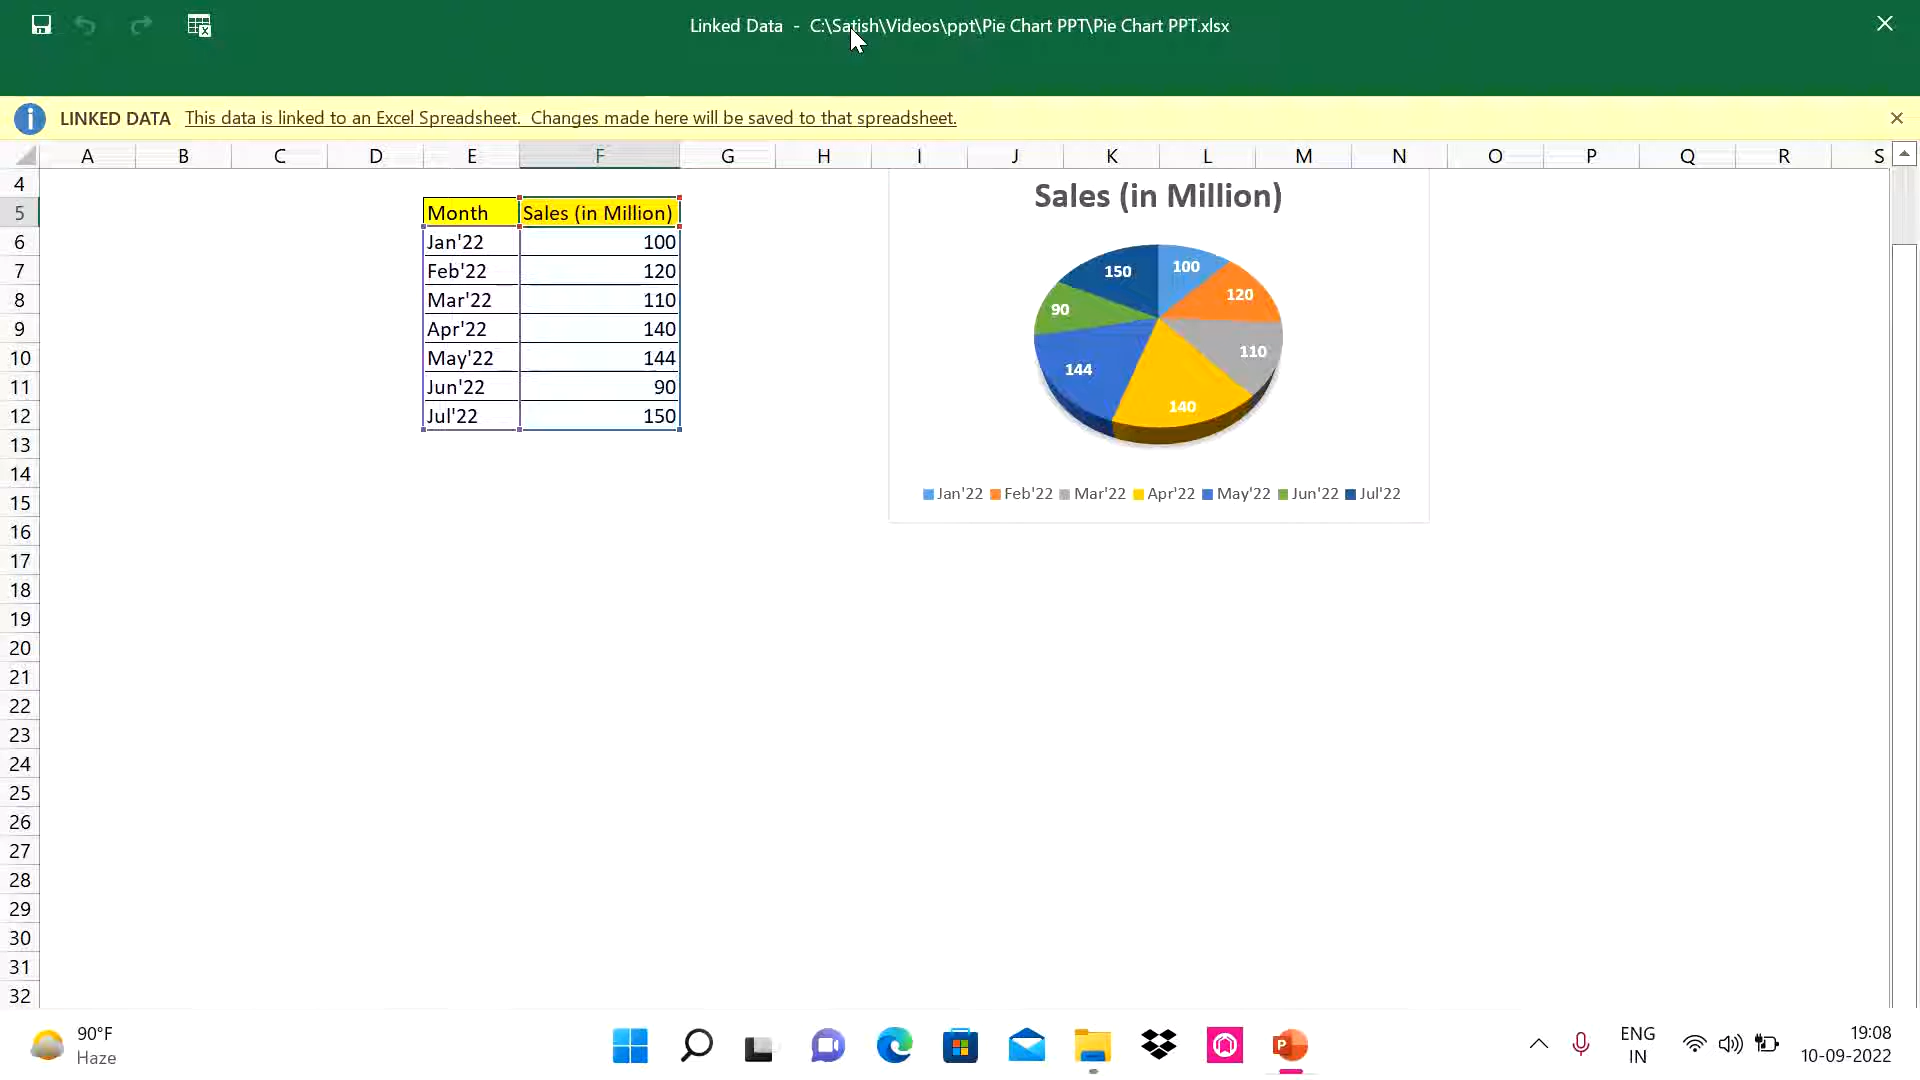 Linked Data - C:\Satish\Videos\ppt\Pie Chart PPT\Pie Chart PPT.xlsx
LINKED DATA This data is linked to an Excel Spreadsheet. Changes made here will be saved to that spreadsheet.
A B C D E F G H I J K L M N O P Q R S
4
5 Month Sales (in Million)
6 Jan'22 100
7 Feb'22 120
8 Mar'22 110
9 Apr'22 140
10 May'22 144
11 Jun'22 90
12 Jul'22 150
13
14
15
16
17
18
19
20
21
22
23
24
25
26
27
28
29
30
31
32
Sales (in Million)
150 100
90 120
144 110
140
Jan'22 Feb'22 Mar'22 Apr'22 May'22 Jun'22 Jul'22
90°F
Haze
P
ENG
IN
19:08
10-09-2022